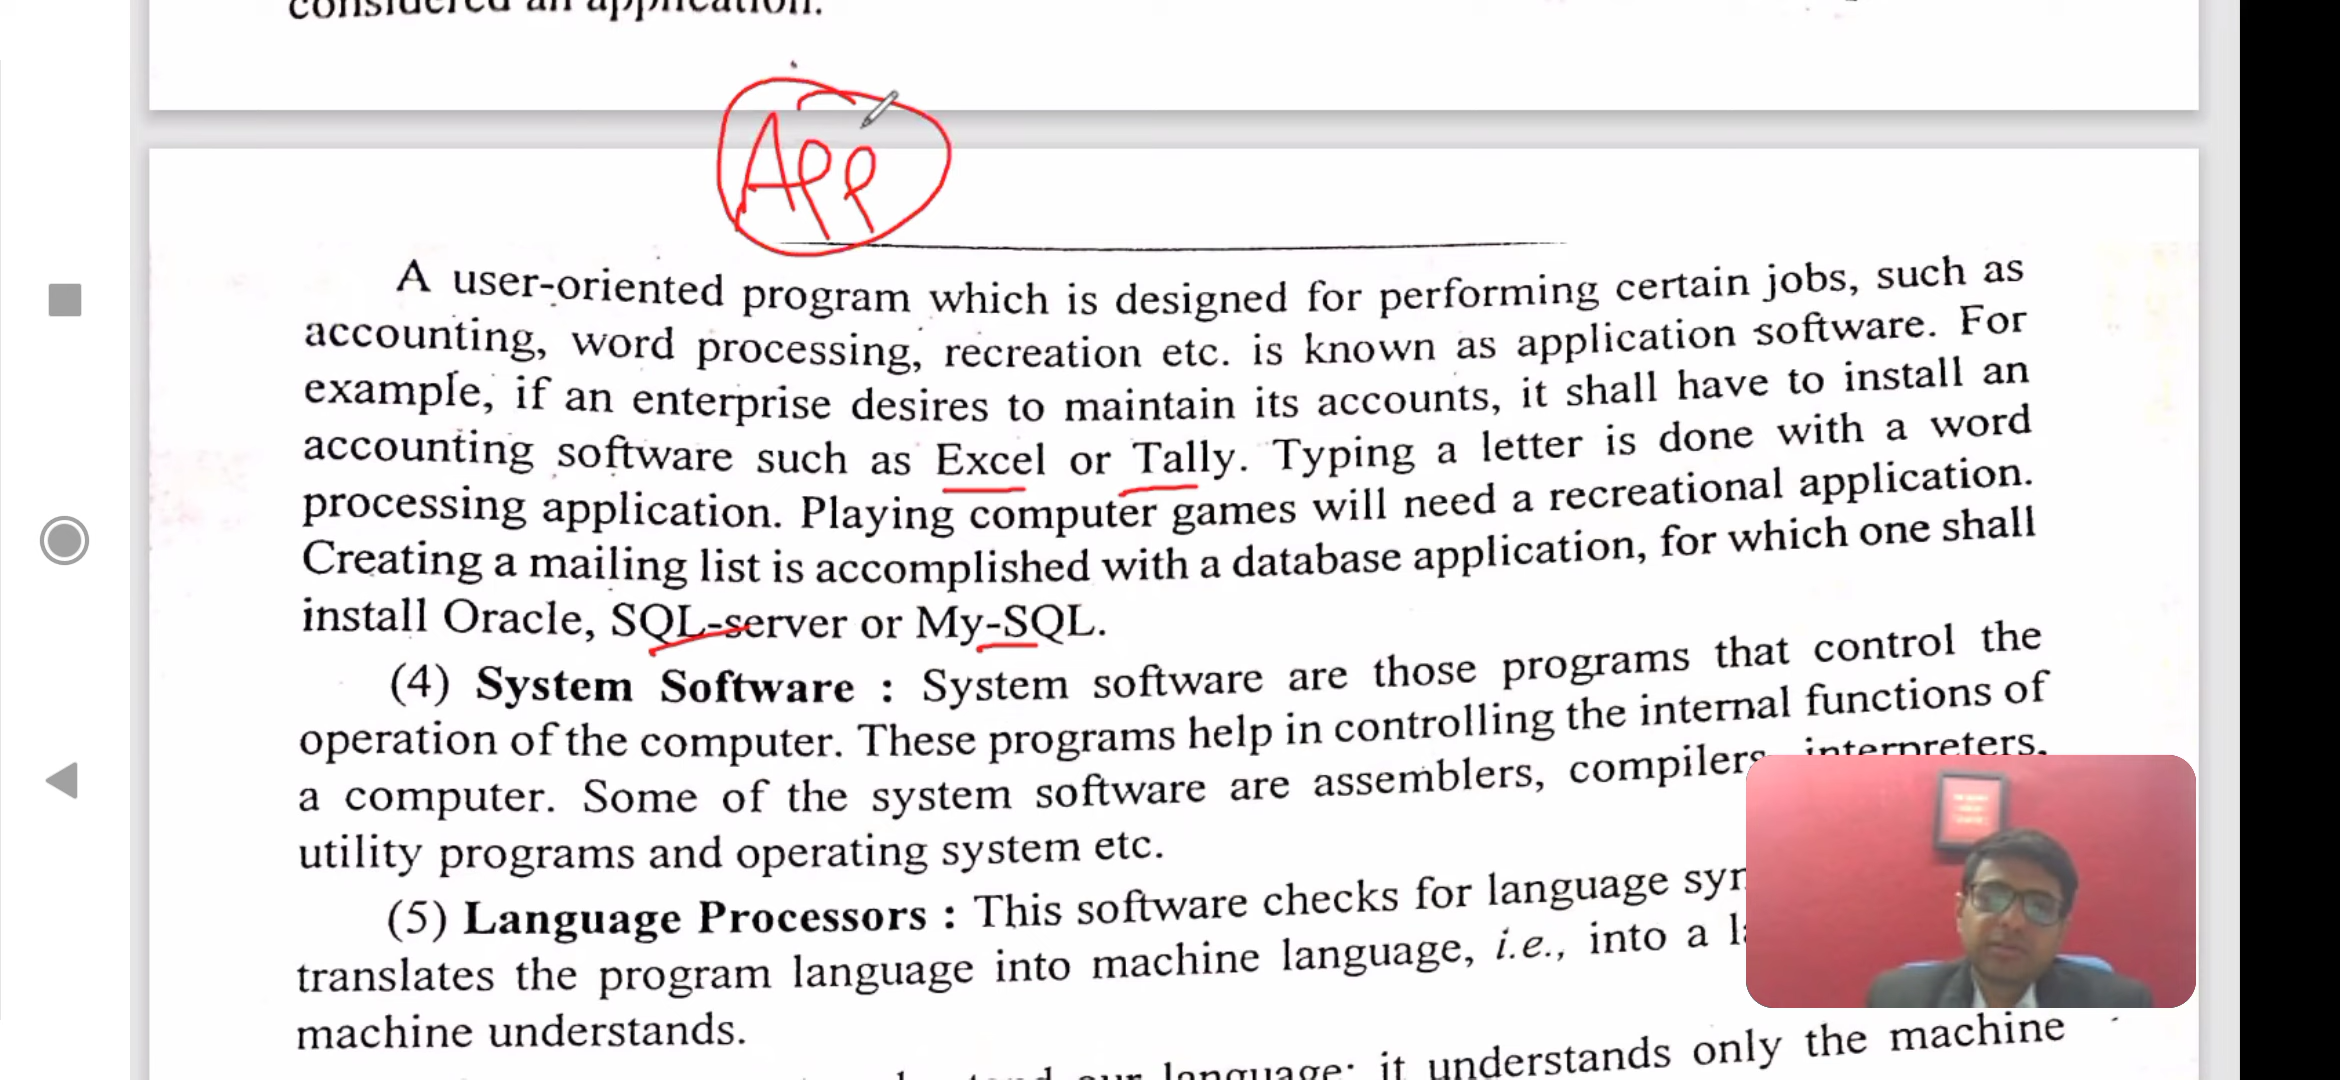 considered an application.
App
A user-oriented program which is designed for performing certain jobs, such as
accounting, word processing, recreation etc. is known as application software. For
example, if an enterprise desires to maintain its accounts, it shall have to install an
accounting software such as Excel or Tally. Typing a letter is done with a word
processing application. Playing computer games will need a recreational application.
Creating a mailing list is accomplished with a database application, for which one shall
install Oracle, SQL-server or My-SQL.
(4) System Software : System software are those programs that control the
operation of the computer. These programs help in controlling the internal functions of
a computer. Some of the system software are assemblers, compilers, interpreters,
utility programs and operating system etc.
(5) Language Processors : This software checks for language
translates the program language into machine language, i.e., into a
machine understands.
our language; it understands only the machine